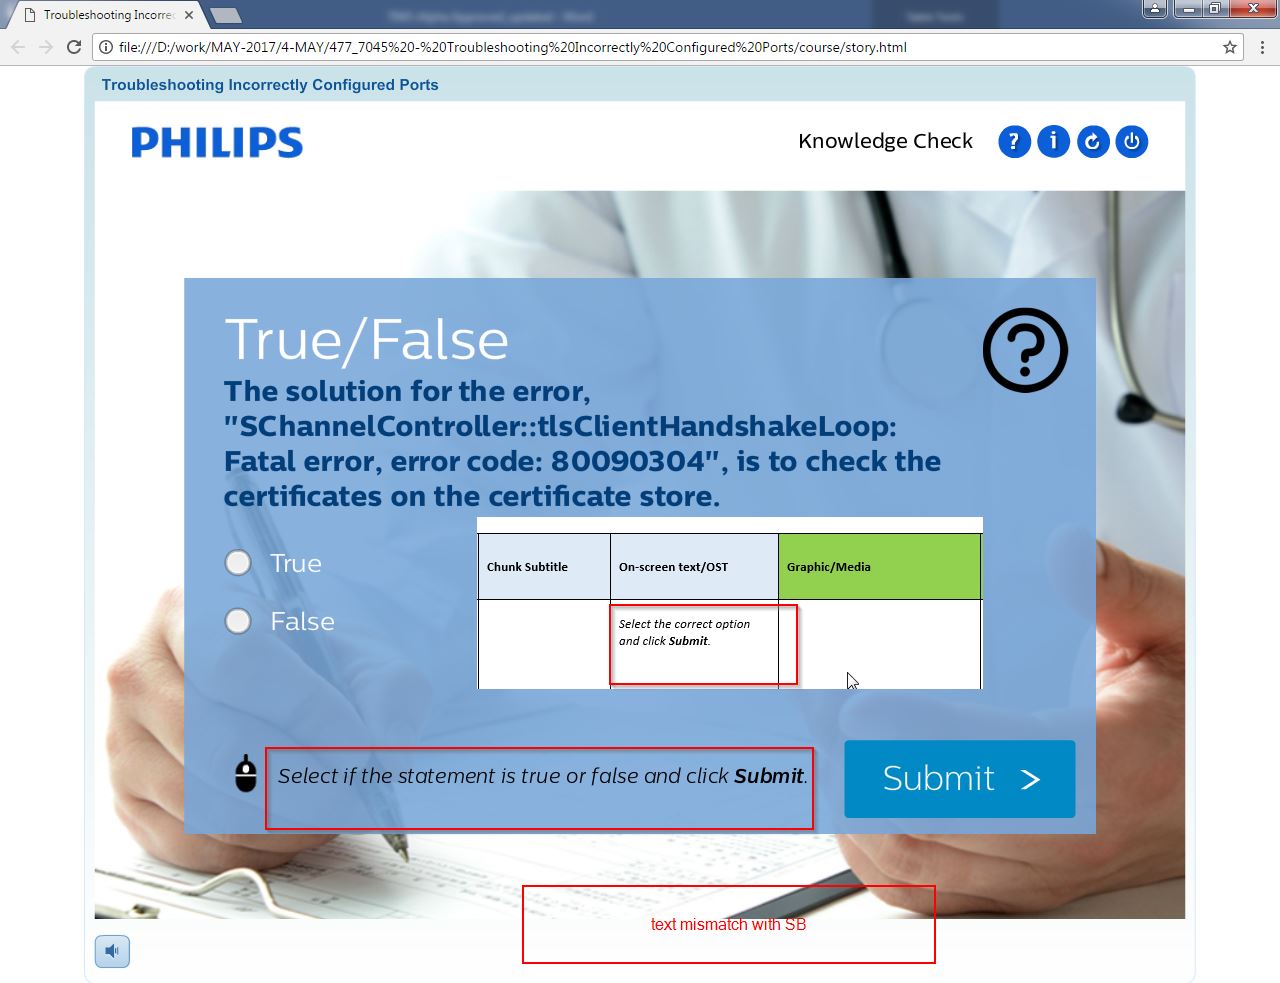 Troubleshooting Incorrec
file:///D:/work/MAY-2017/4-MAY/477_7045%20-%20Troubleshooting%20Incorrectly%20Configured%20Ports/course/story.html
Troubleshooting Incorrectly Configured Ports
PHILIPS
Knowledge Check
True/False
The solution for the error,
"SChannelController::tlsClientHandshakeLoop:
Fatal error, error code: 80090304", is to check the
certificates on the certificate store.
True
False
Chunk Subtitle
On-screen text/OST
Graphic/Media
Select the correct option
and click Submit.
Select if the statement is true or false and click Submit.
Submit >
text mismatch with SB